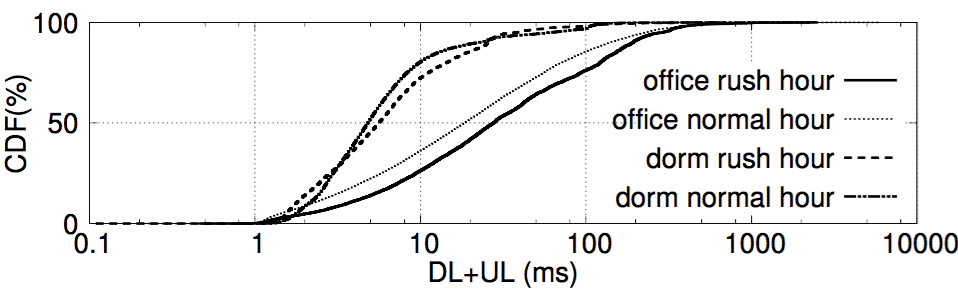 100
50
0
CDF(%)
office rush hour
office normal hour
dorm rush hour
dorm normal hour
0.1 1 10 100 1000 10000
DL+UL (ms)